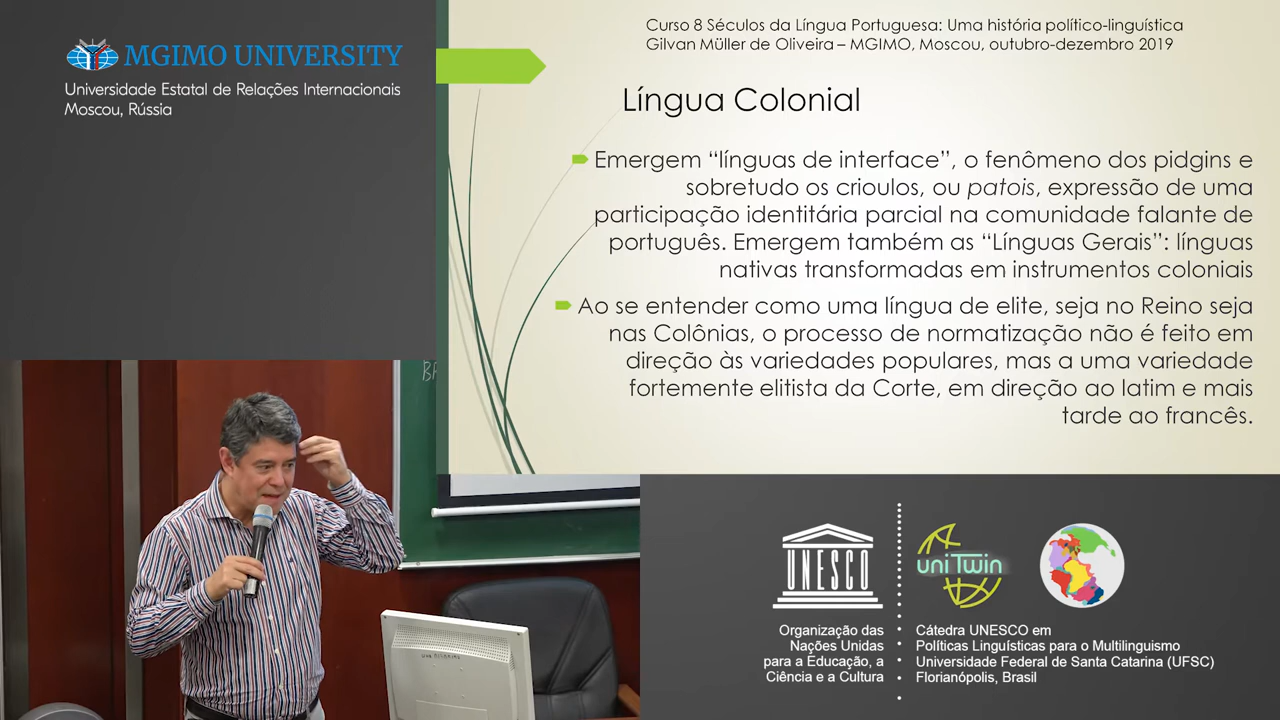 MGIMO UNIVERSITY
Universidade Estatal de Relações Internacionais
Moscou, Rússia
Curso 8 Séculos da Língua Portuguesa: Uma história político-linguística
Gilvan Müller de Oliveira – MGIMO, Moscou, outubro-dezembro 2019
Língua Colonial
Emergem “línguas de interface”, o fenômeno dos pidgins e
sobretudo os crioulos, ou patois, expressão de uma
participação identitária parcial na comunidade falante de
português. Emergem também as “Línguas Gerais”: línguas
nativas transformadas em instrumentos coloniais
Ao se entender como uma língua de elite, seja no Reino seja
nas Colônias, o processo de normatização não é feito em
direção às variedades populares, mas a uma variedade
fortemente elitista da Corte, em direção ao latim e mais
tarde ao francês.
UNESCO
Organização das
Nações Unidas
para a Educação, a
Ciência e a Cultura
uniTwin
Cátedra UNESCO em
Políticas Linguísticas para o Multilinguismo
Universidade Federal de Santa Catarina (UFSC)
Florianópolis, Brasil